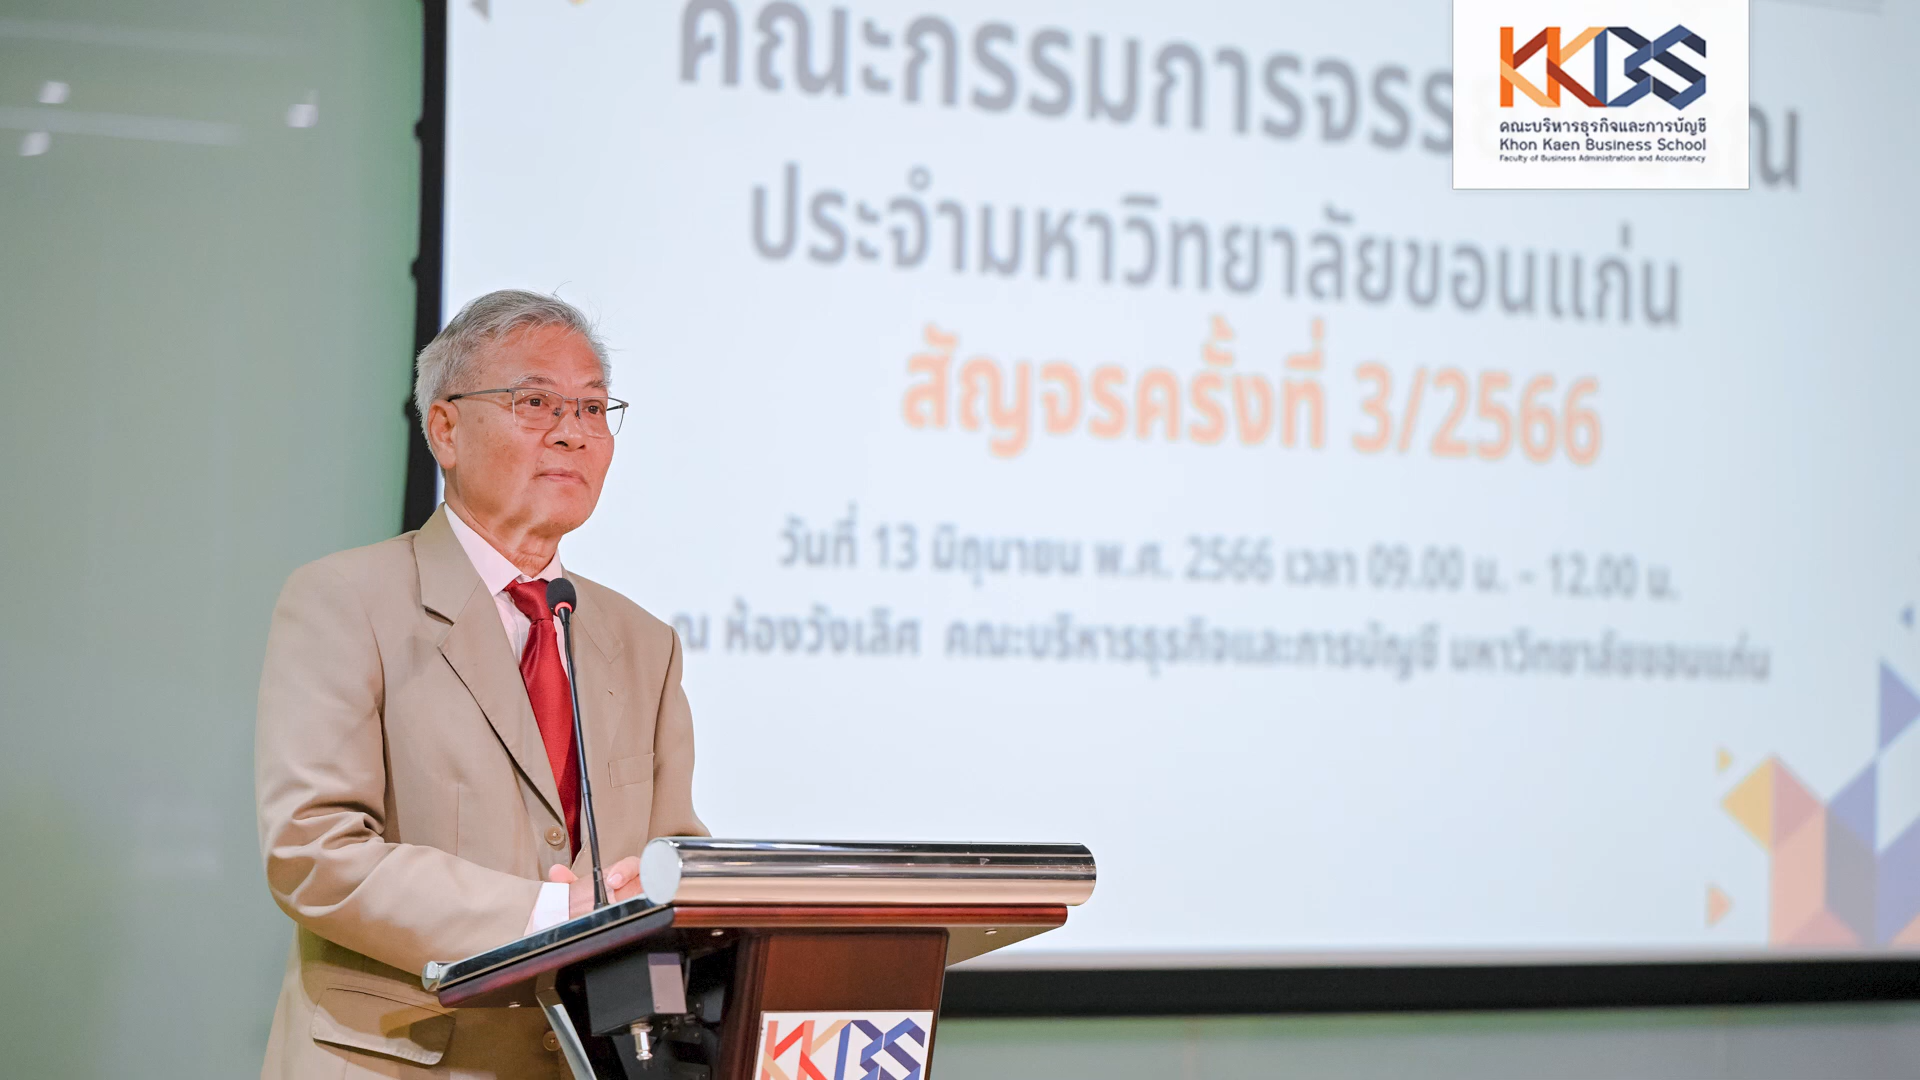 คณะกรรมการจรร ณ
ประจำมหาวิทยาลัยขอนแก่น
สัญจรครั้งที่ 3/2566
วันที่ 13 มิถุนายน พ.ศ. 2566 เวลา 09.00 น. - 12.00 น.
ณ ห้องวังเลิศ คณะบริหารธุรกิจและการบัญชี มหาวิทยาลัยขอนแก่น
KKBS
คณะบริหารธุรกิจและการบัญชี
Khon Kaen Business School
Faculty of Business Administration and Accountancy
KKBS